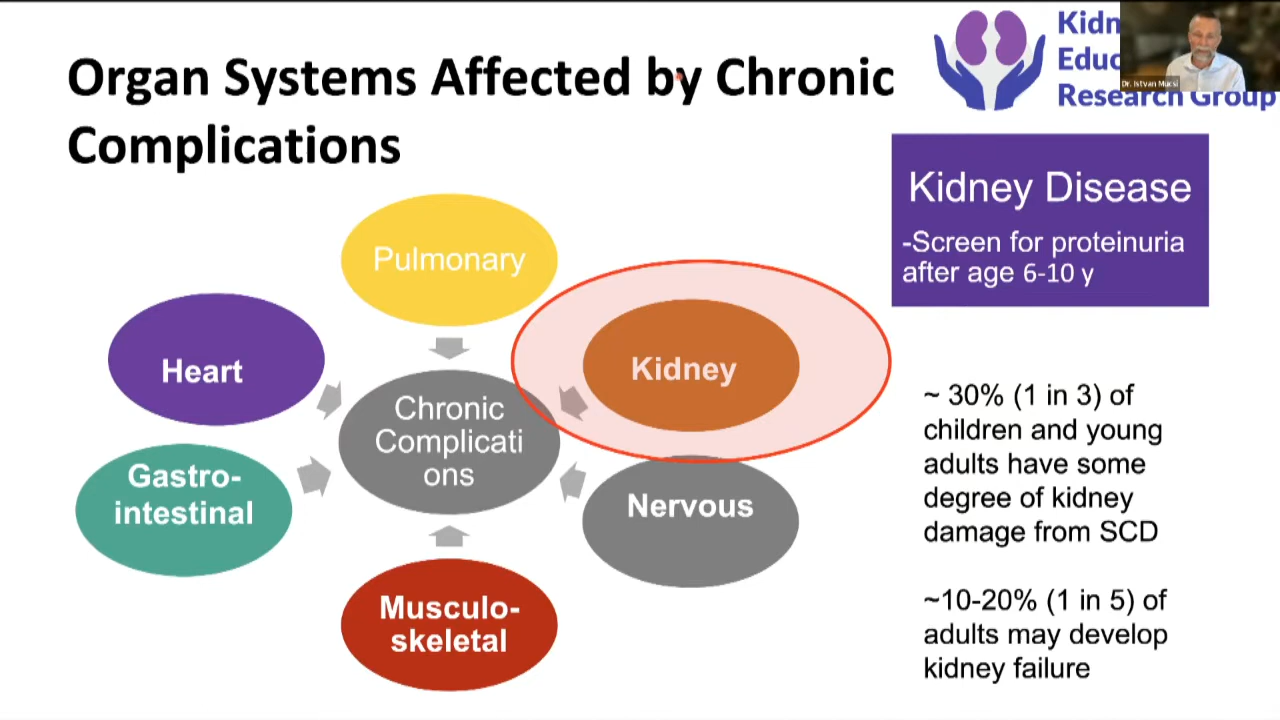 Organ Systems Affected by Chronic
Complications
Research Group
Dr. Istvan Mucsi
Kidney Disease
-Screen for proteinuria
after age 6-10 y
Pulmonary
Heart
Kidney
Chronic
Complicati
ons
Gastro-
intestinal
Nervous
Musculo-
skeletal
~ 30% (1 in 3) of
children and young
adults have some
degree of kidney
damage from SCD
~10-20% (1 in 5) of
adults may develop
kidney failure